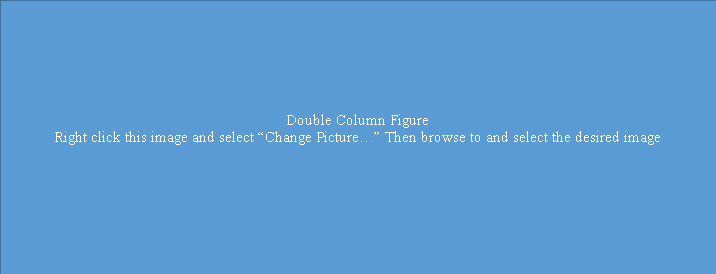 Double Column Figure
Right click this image and select “Change Picture…” Then browse to and select the desired image